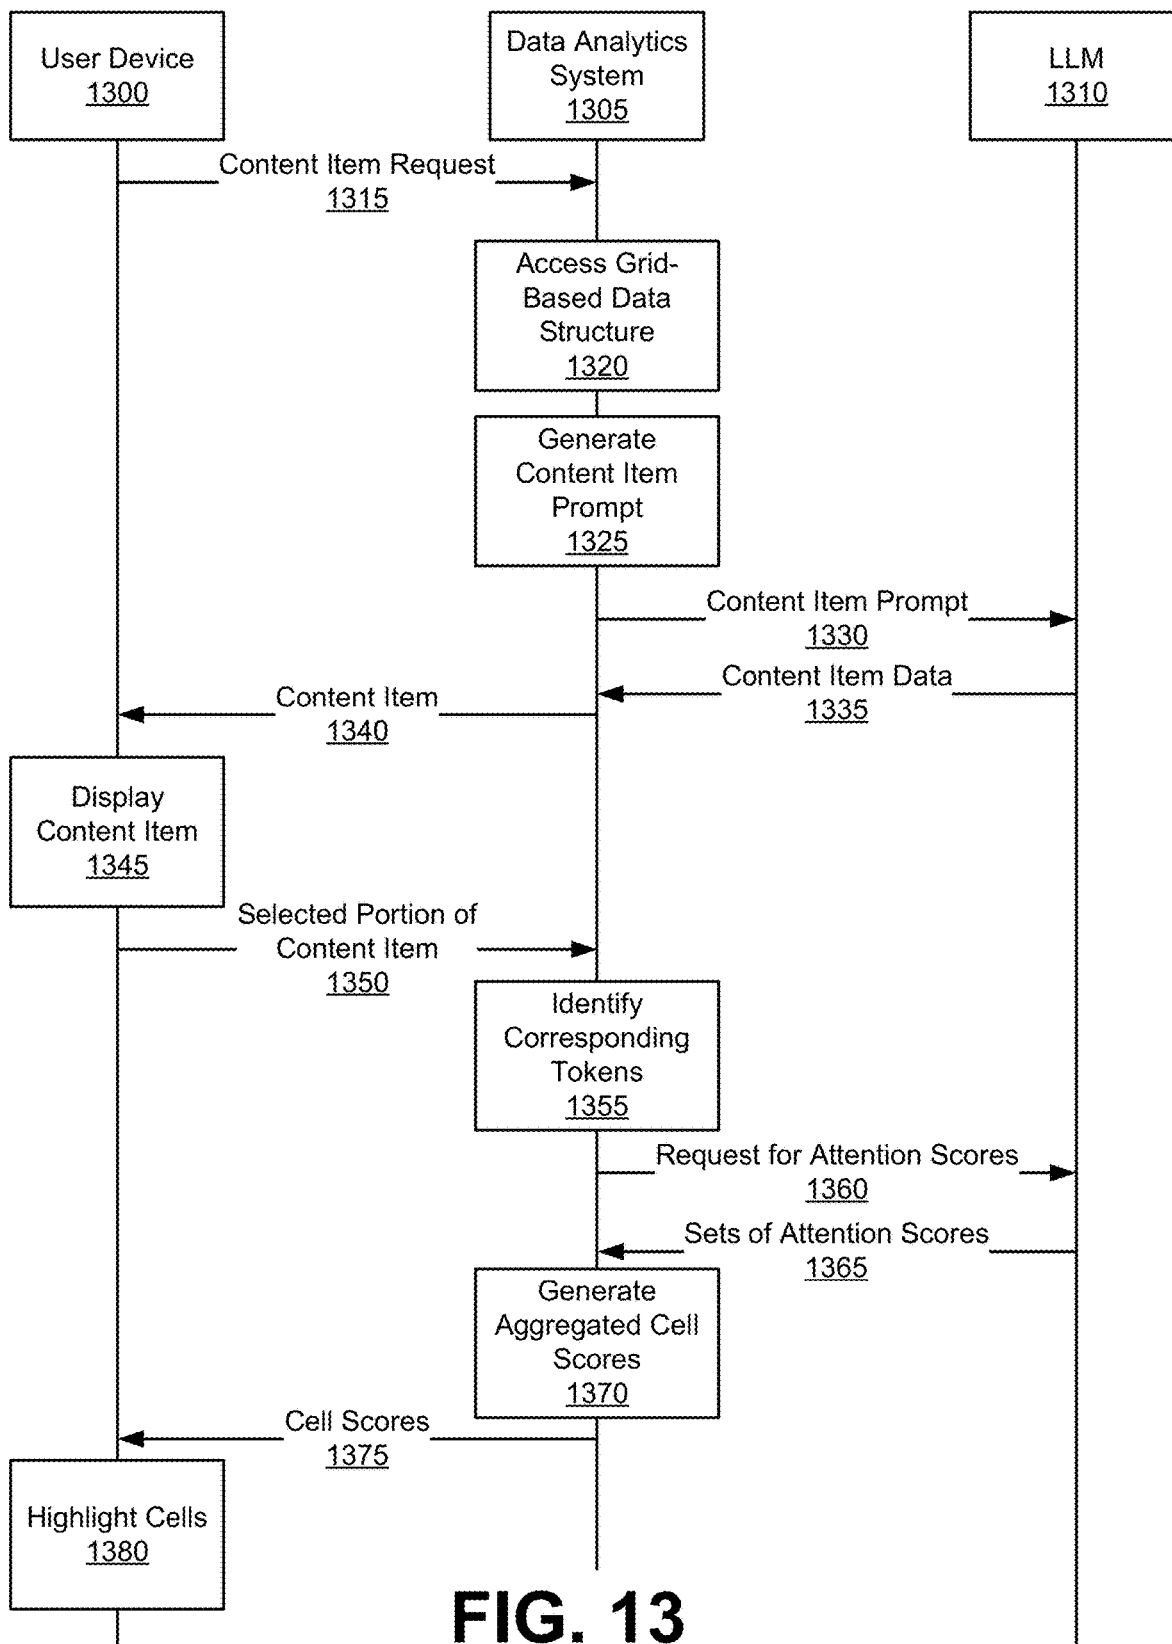 User Device
1300
Data Analytics
System
1305
LLM
1310
Content Item Request
1315
Access Grid-
Based Data
Structure
1320
Generate
Content Item
Prompt
1325
Content Item Prompt
1330
Content Item Data
1335
Content Item
1340
Display
Content Item
1345
Selected Portion of
Content Item
1350
Identify
Corresponding
Tokens
1355
Request for Attention Scores
1360
Sets of Attention Scores
1365
Generate
Aggregated Cell
Scores
1370
Cell Scores
1375
Highlight Cells
1380
FIG. 13